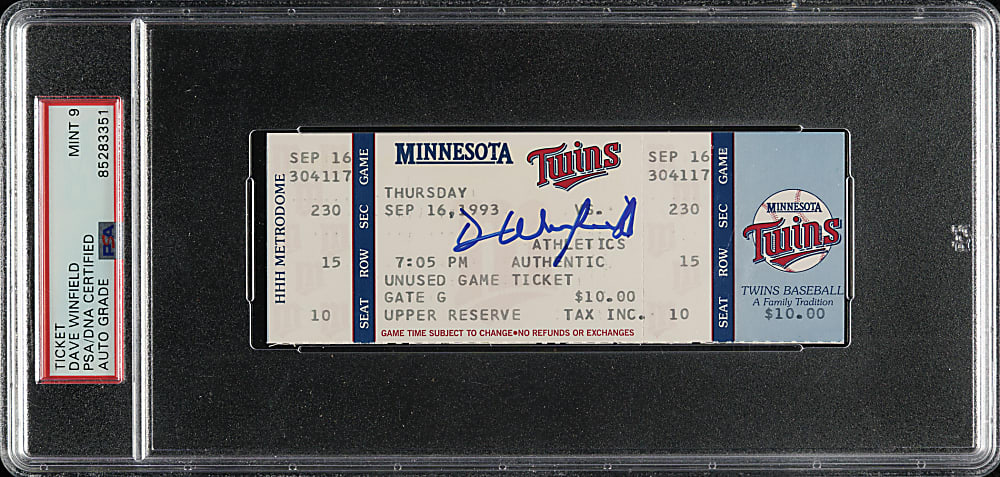 TICKET
DAVE WINFIELD
PSA/DNA CERTIFIED
AUTO GRADE
PSA
MINT 9
85283351
HHH METRODOME
SEP 16
304117
230
15
10
GAME
SEC
ROW
SEAT
MINNESOTA Twins
THURSDAY
SEP 16,1993 VS.
ATHLETICS
7:05 PM AUTHENTIC
UNUSED GAME TICKET
GATE G $10.00
UPPER RESERVE TAX INC.
GAME TIME SUBJECT TO CHANGE•NO REFUNDS OR EXCHANGES
Dave Winfield
SEP 16
304117
230
15
10
GAME
SEC
ROW
SEAT
MINNESOTA
Twins
TWINS BASEBALL
A Family Tradition
$10.00